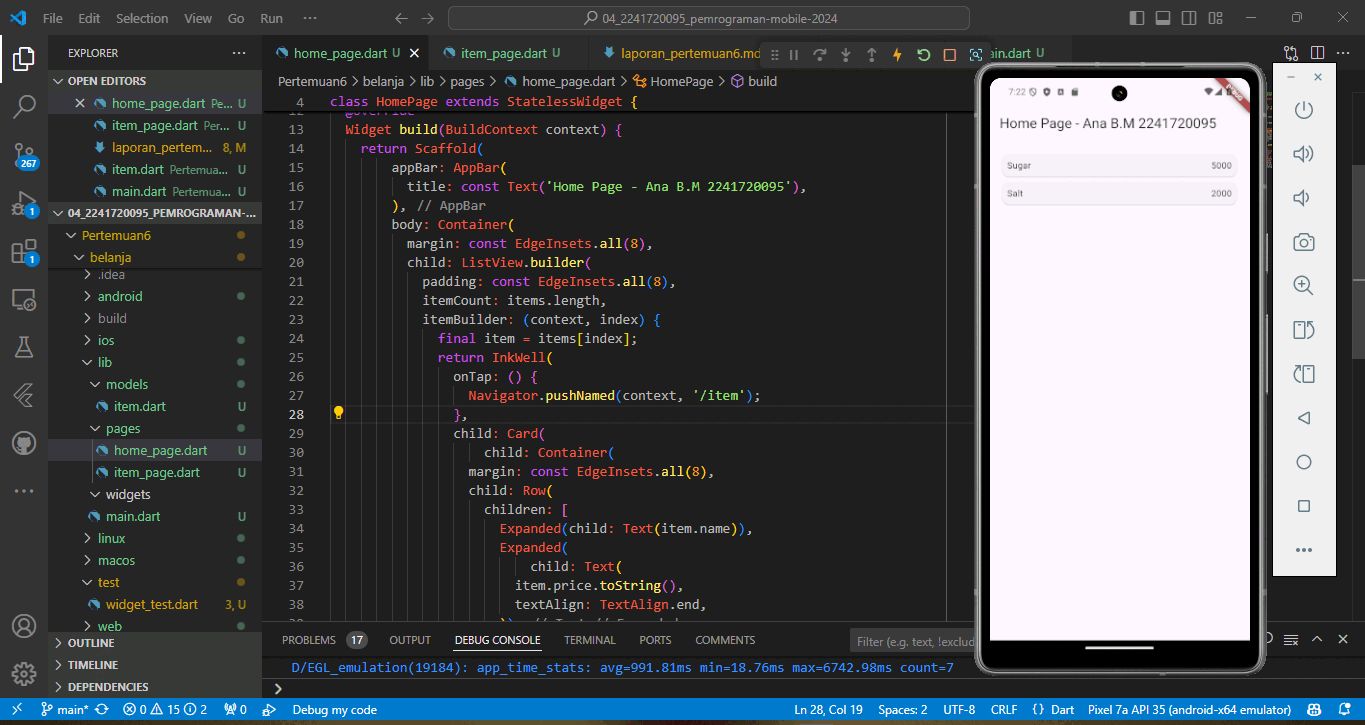 File Edit Selection View Go Run ··· 04_2241720095_pemrograman-mobile-2024
EXPLORER ···
OPEN EDITORS
home_page.dart Pe... U
item_page.dart Per... U
laporan_pertem... 8, M
item.dart Pertemua... U
main.dart Pertemua... U
04_2241720095_PEMROGRAMAN-...
Pertemuan6
belanja
.idea
android
build
ios
lib
models
item.dart U
pages
home_page.dart U
item_page.dart U
widgets
main.dart U
linux
macos
test
widget_test.dart 3, U
web
OUTLINE
TIMELINE
DEPENDENCIES
267
1
1
home_page.dart U item_page.dart U laporan_pertemuan6.md main.dart U
Pertemuan6 > belanja > lib > pages > home_page.dart > HomePage > build
4 class HomePage extends StatelessWidget {
@override
13 Widget build(BuildContext context) {
14 return Scaffold(
15 appBar: AppBar(
16 title: const Text('Home Page - Ana B.M 2241720095'),
17 ), // AppBar
18 body: Container(
19 margin: const EdgeInsets.all(8),
20 child: ListView.builder(
21 padding: const EdgeInsets.all(8),
22 itemCount: items.length,
23 itemBuilder: (context, index) {
24 final item = items[index];
25 return InkWell(
26 onTap: () {
27 Navigator.pushNamed(context, '/item');
28 },
29 child: Card(
30 child: Container(
31 margin: const EdgeInsets.all(8),
32 child: Row(
33 children: [
34 Expanded(child: Text(item.name)),
35 Expanded(
36 child: Text(
37 item.price.toString(),
38 textAlign: TextAlign.end,
PROBLEMS 17 OUTPUT DEBUG CONSOLE TERMINAL PORTS COMMENTS Filter (e.g. text, !exclud
D/EGL_emulation(19184): app_time_stats: avg=991.81ms min=18.76ms max=6742.98ms count=7
7:22
Home Page - Ana B.M 2241720095
Sugar 5000
Salt 2000
main* 0 15 2 0 Debug my code Ln 28, Col 19 Spaces: 2 UTF-8 CRLF {} Dart Pixel 7a API 35 (android-x64 emulator)